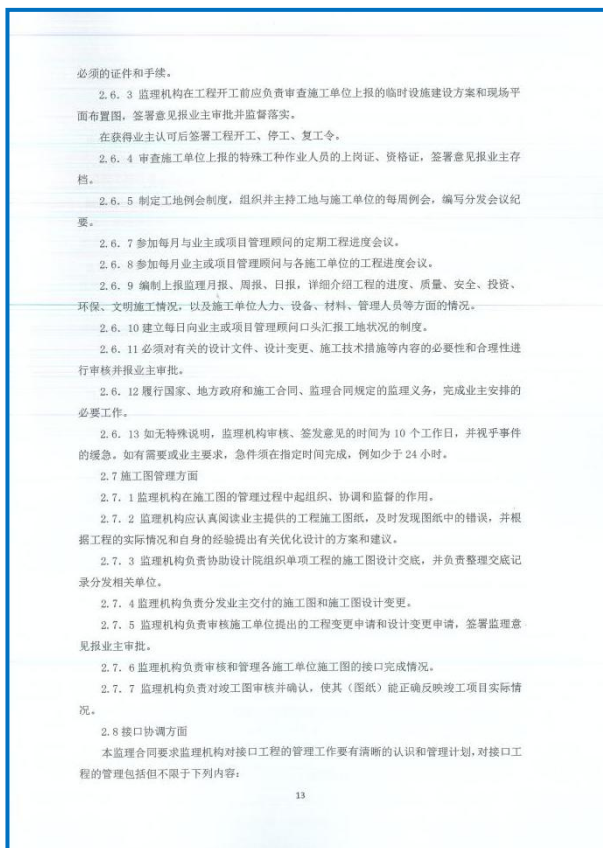 必须的证件和手续。
2.6．3 监理机构在工程开工前应负责审查施工单位上报的临时设施建设方案和现场平
面布置图，签署意见报业主审批并监督落实。
在获得业主认可后签署工程开工、停工、复工令。
2.6．4 审查施工单位上报的特殊工种作业人员的上岗证、资格证，签署意见报业主存
档。
2.6．5 制定工地例会制度，组织并主持工地与施工单位的每周例会，编写分发会议纪
要。
2.6．7 参加每月与业主或项目管理顾问的定期工程进度会议。
2.6．8 参加每月业主或项目管理顾问与各施工单位的工程进度会议。
2.6．9 编制上报监理月报、周报、日报，详细介绍工程的进度、质量、安全、投资、
环保、文明施工情况，以及施工单位人力、设备、材料、管理人员等方面的情况。
2.6．10 建立每日向业主或项目管理顾问口头汇报工地状况的制度。
2.6．11 必须对有关的设计文件、设计变更、施工技术措施等内容的必要性和合理性进
行审核并报业主审批。
2.6．12 履行国家、地方政府和施工合同、监理合同规定的监理义务，完成业主安排的
必要工作。
2.6．13 如无特殊说明，监理机构审核、签发意见的时间为 10 个工作日，并视乎事件
的缓急。如有需要或业主要求，急件须在指定时间完成，例如少于 24 小时。
2.7 施工图管理方面
2.7．1 监理机构在施工图的管理过程中起组织、协调和监督的作用。
2.7．2 监理机构应认真阅读业主提供的工程施工图纸，及时发现图纸中的错误，并根
据工程的实际情况和自身的经验提出有关优化设计的方案和建议。
2.7．3 监理机构负责协助设计院组织单项工程的施工图设计交底，并负责整理交底记
录分发相关单位。
2.7．4 监理机构负责分发业主交付的施工图和施工图设计变更。
2.7．5 监理机构负责审核施工单位提出的工程变更申请和设计变更申请，签署监理意
见报业主审批。
2.7．6 监理机构负责审核和管理各施工单位施工图的接口完成情况。
2.7．7 监理机构负责对竣工图审核并确认，使其（图纸）能正确反映竣工项目实际情
况。
2.8 接口协调方面
本监理合同要求监理机构对接口工程的管理工作要有清晰的认识和管理计划，对接口工
程的管理包括但不限于下列内容：
13